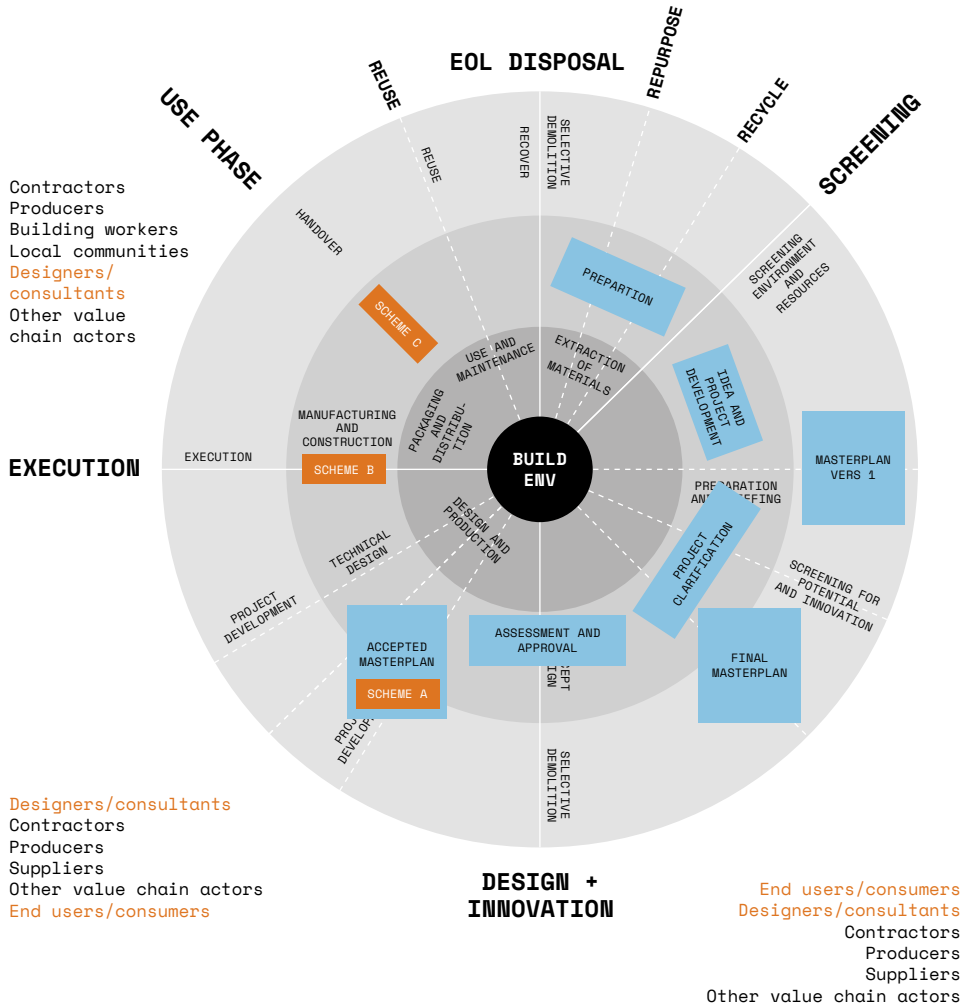 EOL DISPOSAL
REUSE
REPURPOSE
RECYCLE
USE PHASE
SCREENING
Contractors
Producers
Building workers
Local communities
Designers/
consultants
Other value
chain actors
REUSE
RECOVER
SELECTIVE
DEMOLITION
HANDOVER
SCREENING
ENVIRONMENT
AND
RESOURCES
PREPARTION
SCHEME C
USE AND
MAINTENANCE
EXTRACTION
OF
MATERIALS
IDEA AND
PROJECT
DEVELOPMENT
PACKAGING
AND
DISTRIBU-
TION
MANUFACTURING
AND
CONSTRUCTION
EXECUTION
EXECUTION
SCHEME B
BUILD
ENV
MASTERPLAN
VERS 1
PREPARATION
DESIGN AND
PRODUCTION
PROJECT
CLARIFICATION
TECHNICAL
DESIGN
PROJECT
DEVELOPMENT
SCREENING FOR
POTENTIAL
AND INNOVATION
ACCEPTED
MASTERPLAN
SCHEME A
ASSESSMENT AND
APPROVAL
FINAL
MASTERPLAN
SELECTIVE
DEMOLITION
Designers/consultants
Contractors
Producers
Suppliers
Other value chain actors
End users/consumers
DESIGN +
INNOVATION
End users/consumers
Designers/consultants
Contractors
Producers
Suppliers
Other value chain actors